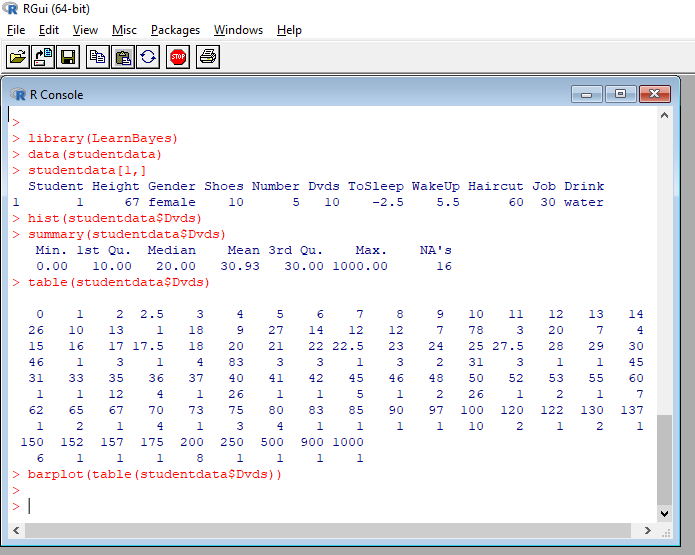 RGui (64-bit)
File Edit View Misc Packages Windows Help
STOP
R Console
>
> library(LearnBayes)
> data(studentdata)
> studentdata[1,]
  Student Height Gender Shoes Number Dvds ToSleep WakeUp Haircut Job Drink
1       1     67 female    10      5   10    -2.5    5.5      60  30 water
> hist(studentdata$Dvds)
> summary(studentdata$Dvds)
   Min. 1st Qu.  Median    Mean 3rd Qu.    Max.    NA's
   0.00   10.00   20.00   30.93   30.00 1000.00      16
> table(studentdata$Dvds)
   0    1    2  2.5    3    4    5    6    7    8    9   10   11   12   13   14
  26   10   13    1   18    9   27   14   12   12    7   78    3   20    7    4
  15   16   17 17.5   18   20   21   22 22.5   23   24   25 27.5   28   29   30
  46    1    3    1    4   83    3    3    1    3    2   31    3    1    1   45
  31   33   35   36   37   40   41   42   45   46   48   50   52   53   55   60
   1    1   12    4    1   26    1    1    5    1    2   26    1    2    1    7
  62   65   67   70   73   75   80   83   85   90   97  100  120  122  130  137
   1    2    1    4    1    3    4    1    1    1    1   10    2    1    2    1
 150  152  157  175  200  250  500  900 1000
   6    1    1    1    8    1    1    1    1
> barplot(table(studentdata$Dvds))
>
>